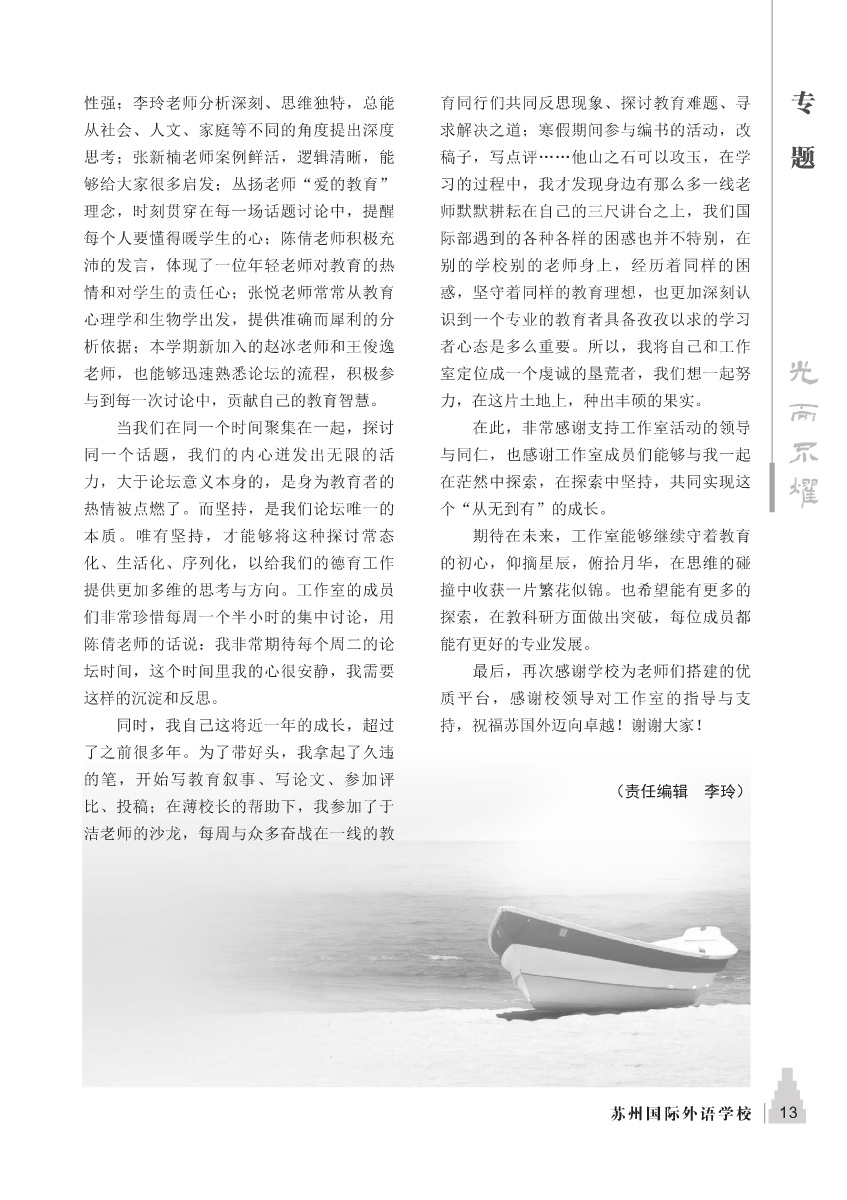 性强；李玲老师分析深刻、思维独特，总能
从社会、人文、家庭等不同的角度提出深度
思考；张新楠老师案例鲜活，逻辑清晰，能
够给大家很多启发；丛扬老师“爱的教育”
理念，时刻贯穿在每一场话题讨论中，提醒
每个人要懂得暖学生的心；陈倩老师积极充
沛的发言，体现了一位年轻老师对教育的热
情和对学生的责任心；张悦老师常常从教育
心理学和生物学出发，提供准确而犀利的分
析依据；本学期新加入的赵冰老师和王俊逸
老师，也能够迅速熟悉论坛的流程，积极参
与到每一次讨论中，贡献自己的教育智慧。
当我们在同一个时间聚集在一起，探讨
同一个话题，我们的内心迸发出无限的活
力，大于论坛意义本身的，是身为教育者的
热情被点燃了。而坚持，是我们论坛唯一的
本质。唯有坚持，才能够将这种探讨常态
化、生活化、序列化，以给我们的德育工作
提供更加多维的思考与方向。工作室的成员
们非常珍惜每周一个半小时的集中讨论，用
陈倩老师的话说：我非常期待每个周二的论
坛时间，这个时间里我的心很安静，我需要
这样的沉淀和反思。
同时，我自己这将近一年的成长，超过
了之前很多年。为了带好头，我拿起了久违
的笔，开始写教育叙事、写论文、参加评
比、投稿；在薄校长的帮助下，我参加了于
洁老师的沙龙，每周与众多奋战在一线的教
育同行们共同反思现象、探讨教育难题、寻
求解决之道；寒假期间参与编书的活动，改
稿子，写点评……他山之石可以攻玉，在学
习的过程中，我才发现身边有那么多一线老
师默默耕耘在自己的三尺讲台之上，我们国
际部遇到的各种各样的困惑也并不特别，在
别的学校别的老师身上，经历着同样的困
惑，坚守着同样的教育理想，也更加深刻认
识到一个专业的教育者具备孜孜以求的学习
者心态是多么重要。所以，我将自己和工作
室定位成一个虔诚的垦荒者，我们想一起努
力，在这片土地上，种出丰硕的果实。
在此，非常感谢支持工作室活动的领导
与同仁，也感谢工作室成员们能够与我一起
在茫然中探索，在探索中坚持，共同实现这
个“从无到有”的成长。
期待在未来，工作室能够继续守着教育
的初心，仰摘星辰，俯拾月华，在思维的碰
撞中收获一片繁花似锦。也希望能有更多的
探索，在教科研方面做出突破，每位成员都
能有更好的专业发展。
最后，再次感谢学校为老师们搭建的优
质平台，感谢校领导对工作室的指导与支
持，祝福苏国外迈向卓越！谢谢大家！
（责任编辑　李玲）
专题
光而不耀
苏州国际外语学校
13